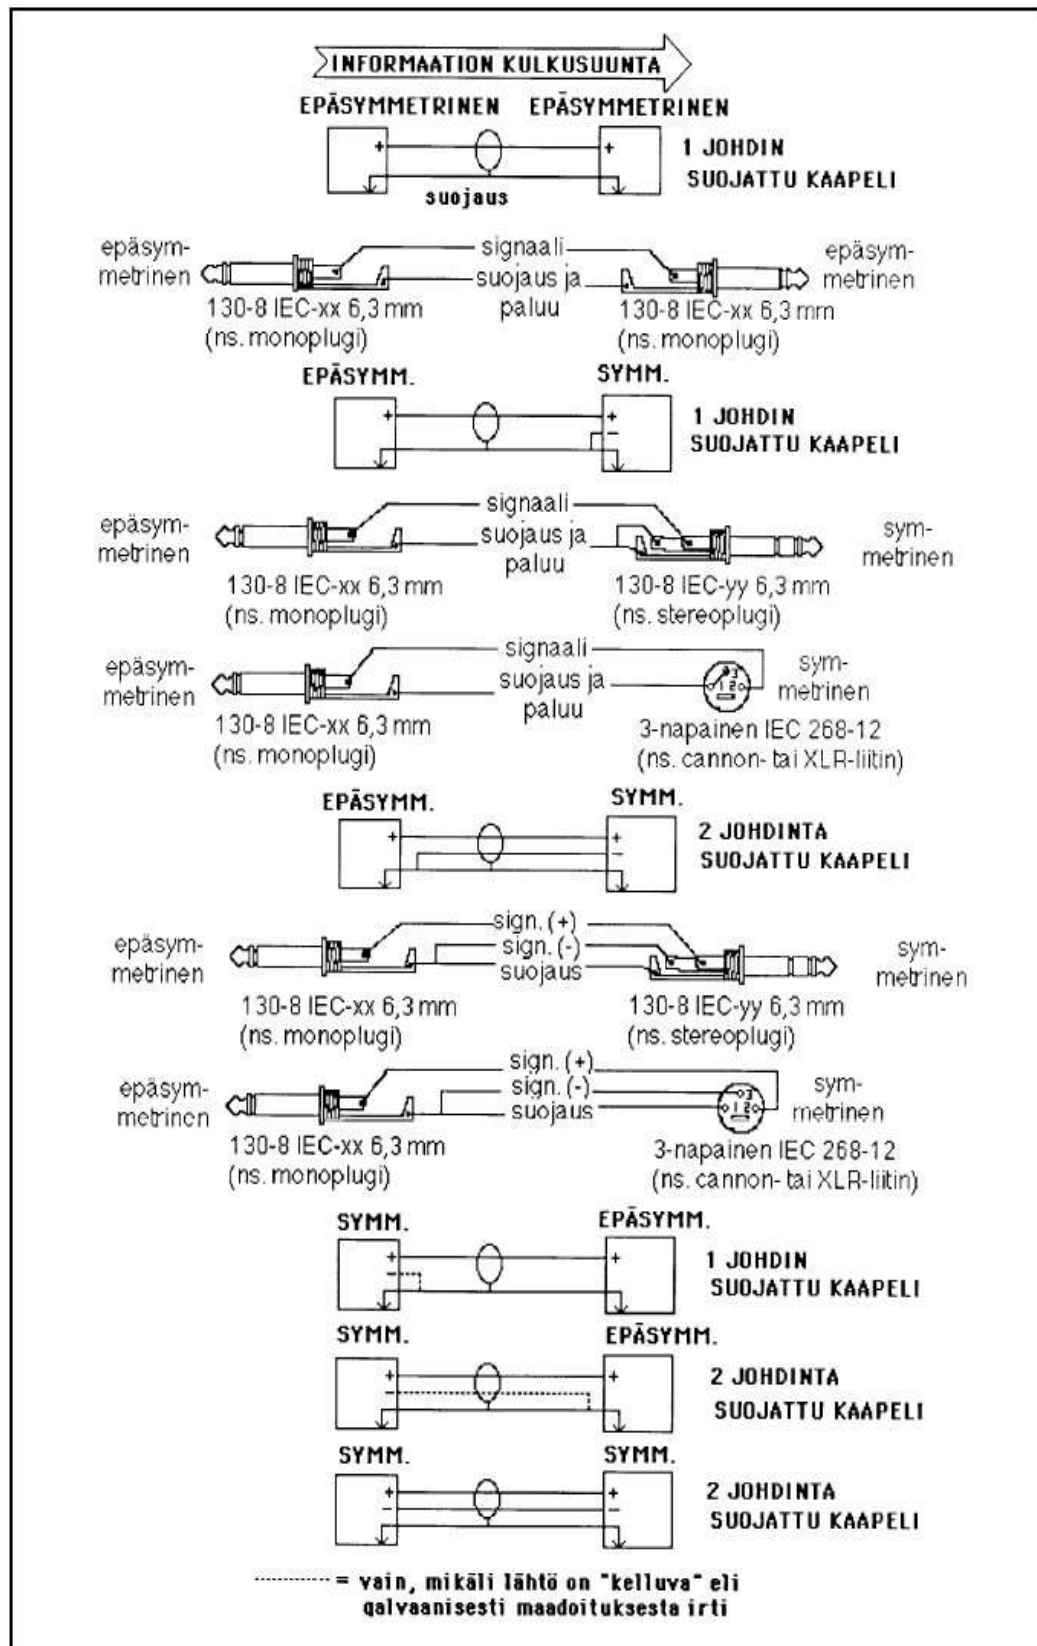 INFORMAATION KULKUSUUNTA
EPÄSYMMETRINEN EPÄSYMMETRINEN
+ +
1 JOHDIN
SUOJATTU KAAPELI
suojaus
epäsym-
metrinen
signaali
suojaus ja
paluu
epäsym-
metrinen
130-8 IEC-xx 6,3 mm
(ns. monoplugi)
130-8 IEC-xx 6,3 mm
(ns. monoplugi)
EPÄSYMM. SYMM.
+ +
-
1 JOHDIN
SUOJATTU KAAPELI
epäsym-
metrinen
signaali
suojaus ja
paluu
sym-
metrinen
130-8 IEC-xx 6,3 mm
(ns. monoplugi)
130-8 IEC-yy 6,3 mm
(ns. stereoplugi)
epäsym-
metrinen
signaali
suojaus ja
paluu
3
1 2
sym-
metrinen
130-8 IEC-xx 6,3 mm
(ns. monoplugi)
3-napainen IEC 268-12
(ns. cannon- tai XLR-liitin)
EPÄSYMM. SYMM.
+ +
-
2 JOHDINTA
SUOJATTU KAAPELI
epäsym-
metrinen
sign. (+)
sign. (-)
suojaus
sym-
metrinen
130-8 IEC-xx 6,3 mm
(ns. monoplugi)
130-8 IEC-yy 6,3 mm
(ns. stereoplugi)
epäsym-
metrinen
sign. (+)
sign. (-)
suojaus
3
1 2
sym-
metrinen
130-8 IEC-xx 6,3 mm
(ns. monoplugi)
3-napainen IEC 268-12
(ns. cannon- tai XLR-liitin)
SYMM. EPÄSYMM.
+ +
-
1 JOHDIN
SUOJATTU KAAPELI
SYMM. EPÄSYMM.
+ +
-
2 JOHDINTA
SUOJATTU KAAPELI
SYMM. SYMM.
+ +
- -
2 JOHDINTA
SUOJATTU KAAPELI
= vain, mikäli lähtö on "kelluva" eli
galvaanisesti maadoituksesta irti